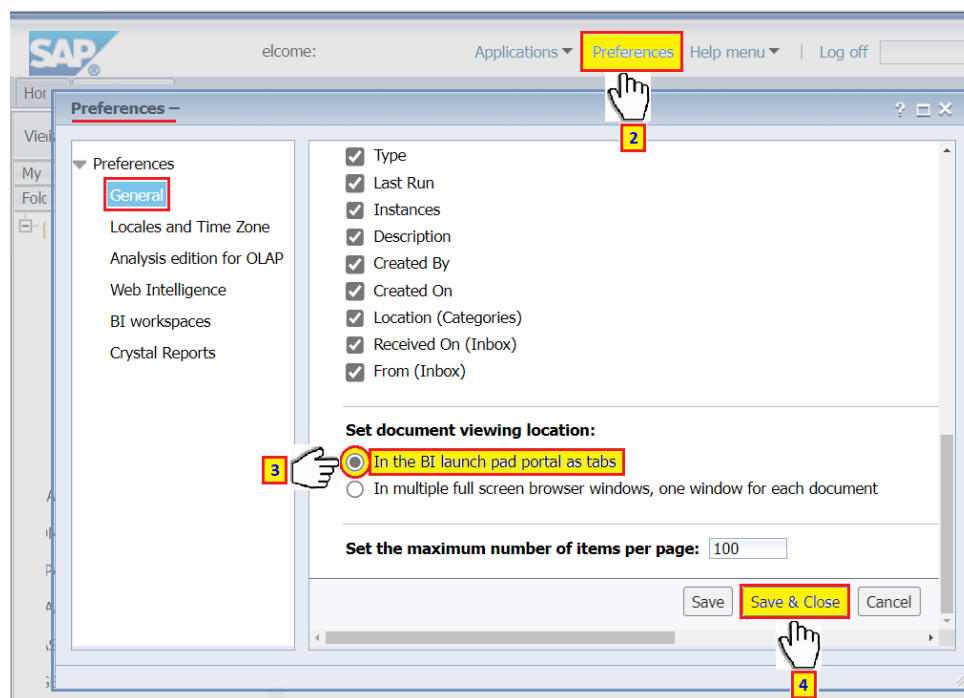 SAP
®
elcome:
Applications Preferences Help menu | Log off
Hor
Preferences –
?
My
Folc
Preferences
General
Locales and Time Zone
Analysis edition for OLAP
Web Intelligence
BI workspaces
Crystal Reports
2
Type
Last Run
Instances
Description
Created By
Created On
Location (Categories)
Received On (Inbox)
From (Inbox)
Set document viewing location:
3
In the BI launch pad portal as tabs
In multiple full screen browser windows, one window for each document
Set the maximum number of items per page: 100
Save Save & Close Cancel
4